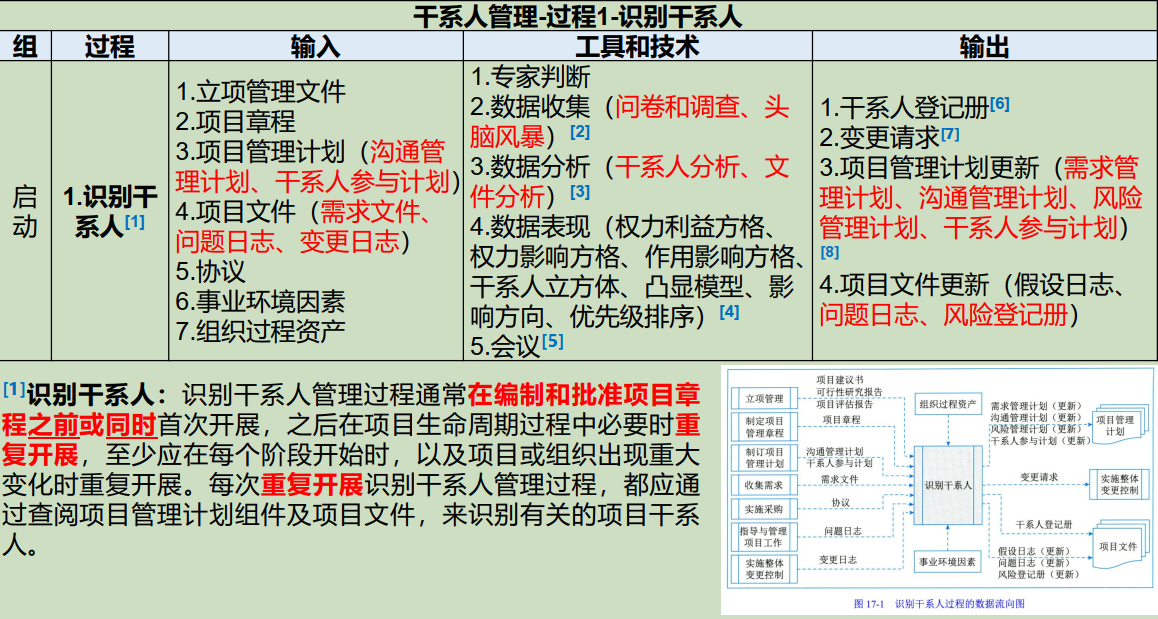 干系人管理-过程1-识别干系人
组
过程
输入
工具和技术
输出
启
动
1.识别干
系人[1]
1.立项管理文件
2.项目章程
3.项目管理计划（沟通管
理计划、干系人参与计划）
4.项目文件（需求文件、
问题日志、变更日志）
5.协议
6.事业环境因素
7.组织过程资产
1.专家判断
2.数据收集（问卷和调查、头
脑风暴）[2]
3.数据分析（干系人分析、文
件分析）[3]
4.数据表现（权力利益方格、
权力影响方格、作用影响方格、
干系人立方体、凸显模型、影
响方向、优先级排序）[4]
5.会议[5]
1.干系人登记册[6]
2.变更请求[7]
3.项目管理计划更新（需求管
理计划、沟通管理计划、风险
管理计划、干系人参与计划）
[8]
4.项目文件更新（假设日志、
问题日志、风险登记册）
[1]识别干系人：识别干系人管理过程通常在编制和批准项目章
程之前或同时首次开展，之后在项目生命周期过程中必要时重
复开展，至少应在每个阶段开始时，以及项目或组织出现重大
变化时重复开展。每次重复开展识别干系人管理过程，都应通
过查阅项目管理计划组件及项目文件，来识别有关的项目干系
人。
立项管理
项目建议书
可行性研究报告
项目评估报告
制定项目
管理章程
项目章程
制订项目
管理计划
沟通管理计划
干系人参与计划
收集需求
需求文件
实施采购
协议
指导与管理
项目工作
问题日志
实施整体
变更控制
变更日志
组织过程资产
识别干系人
事业环境因素
需求管理计划（更新）
沟通管理计划（更新）
风险管理计划（更新）
干系人参与计划（更新）
项目管理
计划
变更请求
实施整体
变更控制
干系人登记册
假设日志（更新）
问题日志（更新）
风险登记册（更新）
项目文件
图 17-1 识别干系人过程的数据流向图